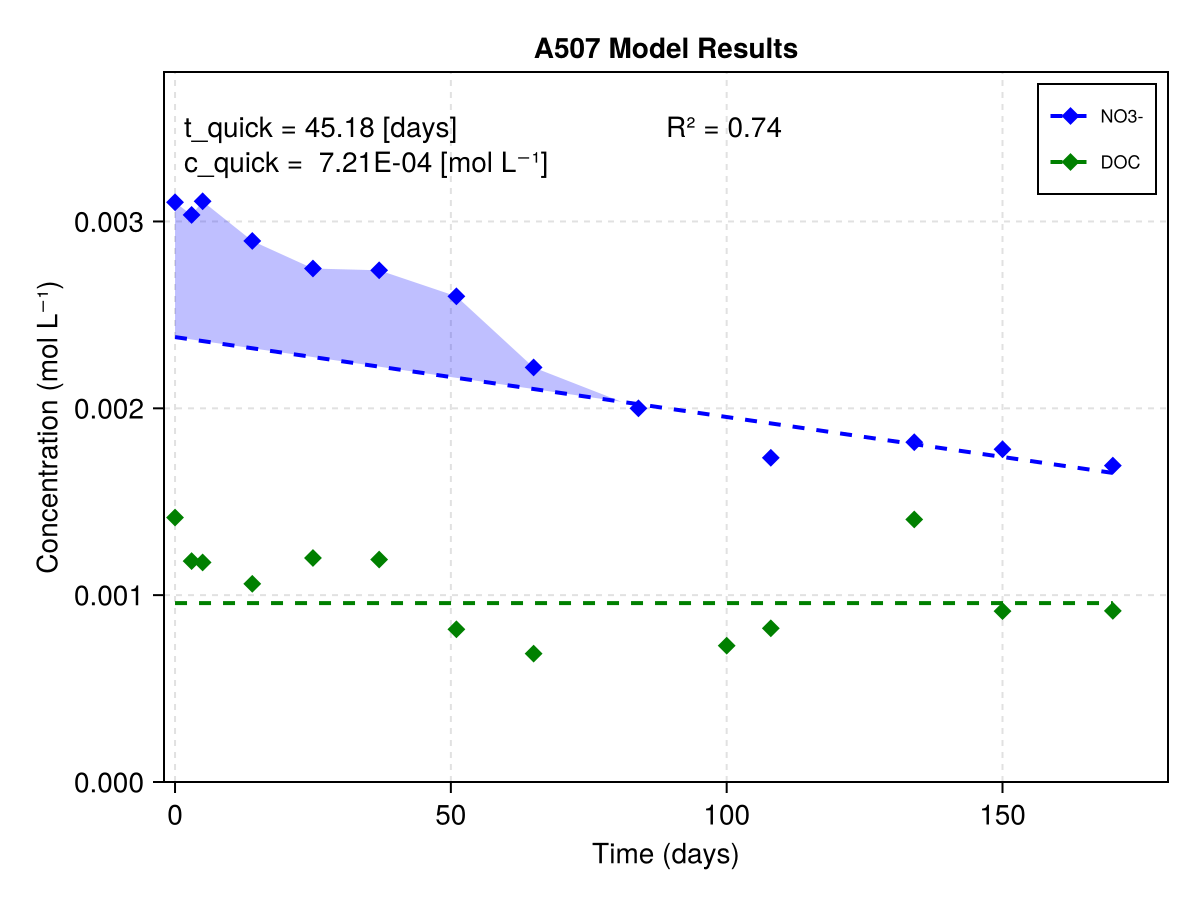 A507 Model Results
t_quick = 45.18 [days]
R² = 0.74
c_quick =  7.21E-04 [mol L⁻¹]
NO3-
DOC
Concentration (mol L⁻¹)
0.003
0.002
0.001
0.000
0
50
100
150
Time (days)